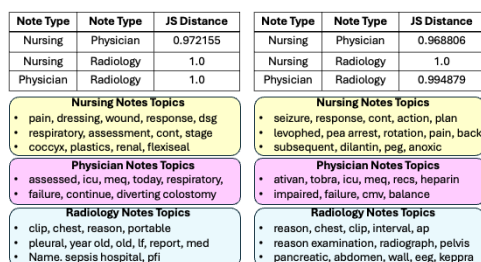 Note Type Note Type JS Distance
Nursing Physician 0.972155
Nursing Radiology 1.0
Physician Radiology 1.0
Nursing Notes Topics
• pain, dressing, wound, response, dsg
• respiratory, assessment, cont, stage
• coccyx, plastics, renal, flexiseal
Physician Notes Topics
• assessed, icu, meq, today, respiratory,
• failure, continue, diverting colostomy
Radiology Notes Topics
• clip, chest, reason, portable
• pleural, year old, old, lf, report, med
• Name. sepsis hospital, pfi
Note Type Note Type JS Distance
Nursing Physician 0.968806
Nursing Radiology 1.0
Physician Radiology 0.994879
Nursing Notes Topics
• seizure, response, cont, action, plan
• levophed, pea arrest, rotation, pain, back
• subsequent, dilantin, peg, anoxic
Physician Notes Topics
• ativan, tobra, icu, meq, recs, heparin
• impaired, failure, cmv, balance
Radiology Notes Topics
• reason, chest, clip, interval, ap
• reason examination, radiograph, pelvis
• pancreatic, abdomen, wall, eeg, keppra